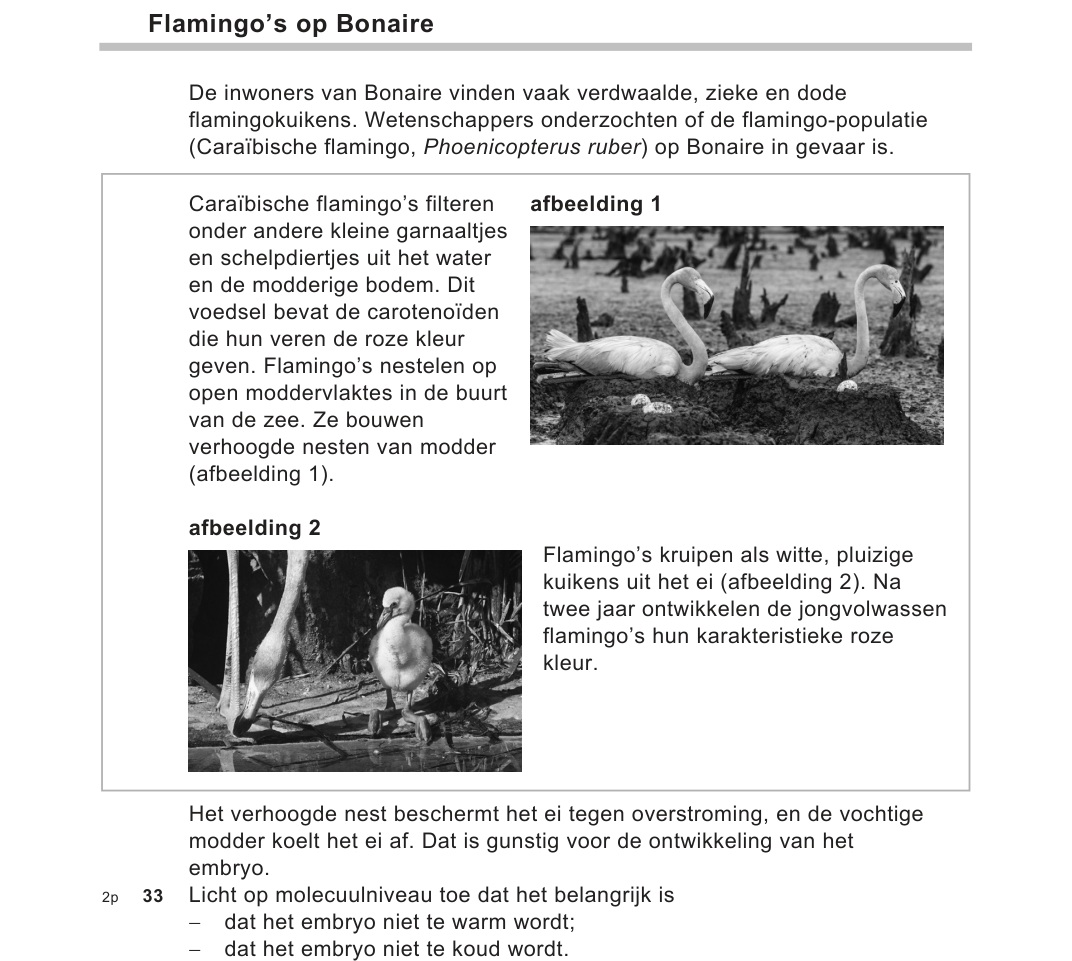 Flamingo’s op Bonaire
De inwoners van Bonaire vinden vaak verdwaalde, zieke en dode
flamingokuikens. Wetenschappers onderzochten of de flamingo-populatie
(Caraïbische flamingo, Phoenicopterus ruber) op Bonaire in gevaar is.
Caraïbische flamingo’s filteren
onder andere kleine garnaaltjes
en schelpdiertjes uit het water
en de modderige bodem. Dit
voedsel bevat de carotenoïden
die hun veren de roze kleur
geven. Flamingo’s nestelen op
open moddervlaktes in de buurt
van de zee. Ze bouwen
verhoogde nesten van modder
(afbeelding 1).
afbeelding 1
afbeelding 2
Flamingo’s kruipen als witte, pluizige
kuikens uit het ei (afbeelding 2). Na
twee jaar ontwikkelen de jongvolwassen
flamingo’s hun karakteristieke roze
kleur.
Het verhoogde nest beschermt het ei tegen overstroming, en de vochtige
modder koelt het ei af. Dat is gunstig voor de ontwikkeling van het
embryo.
2p 33 Licht op molecuulniveau toe dat het belangrijk is
− dat het embryo niet te warm wordt;
− dat het embryo niet te koud wordt.